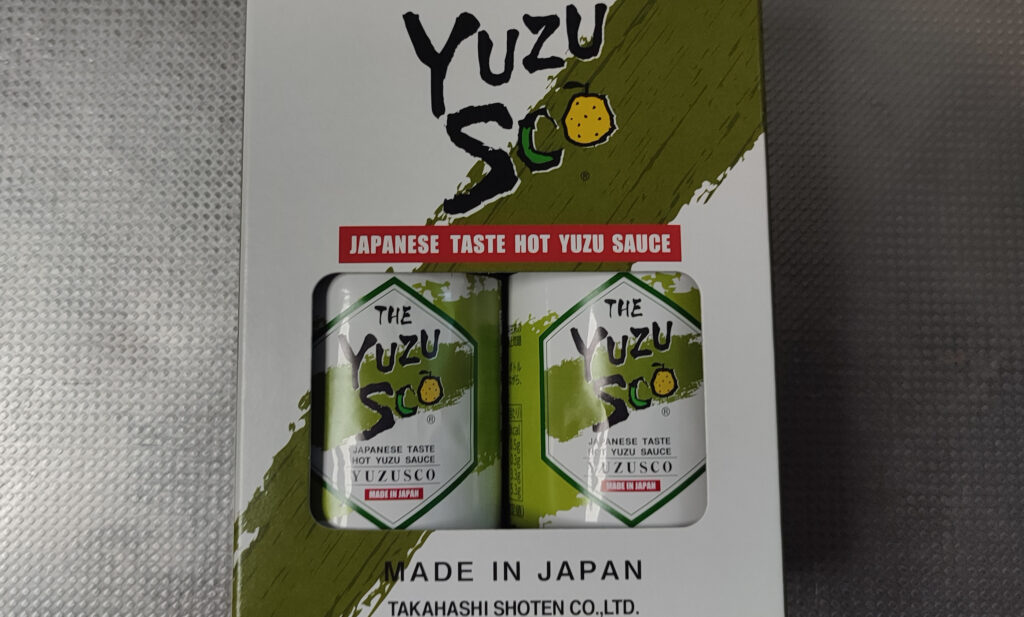 THE
YUZU
SCO
®
JAPANESE TASTE HOT YUZU SAUCE
THE
YUZU
SCO
®
JAPANESE TASTE
HOT YUZU SAUCE
YUZUSCO
MADE IN JAPAN
THE
YUZU
SCO
®
JAPANESE TASTE
HOT YUZU SAUCE
YUZUSCO
MADE IN JAPAN
MADE IN JAPAN
TAKAHASHI SHOTEN CO.,LTD.